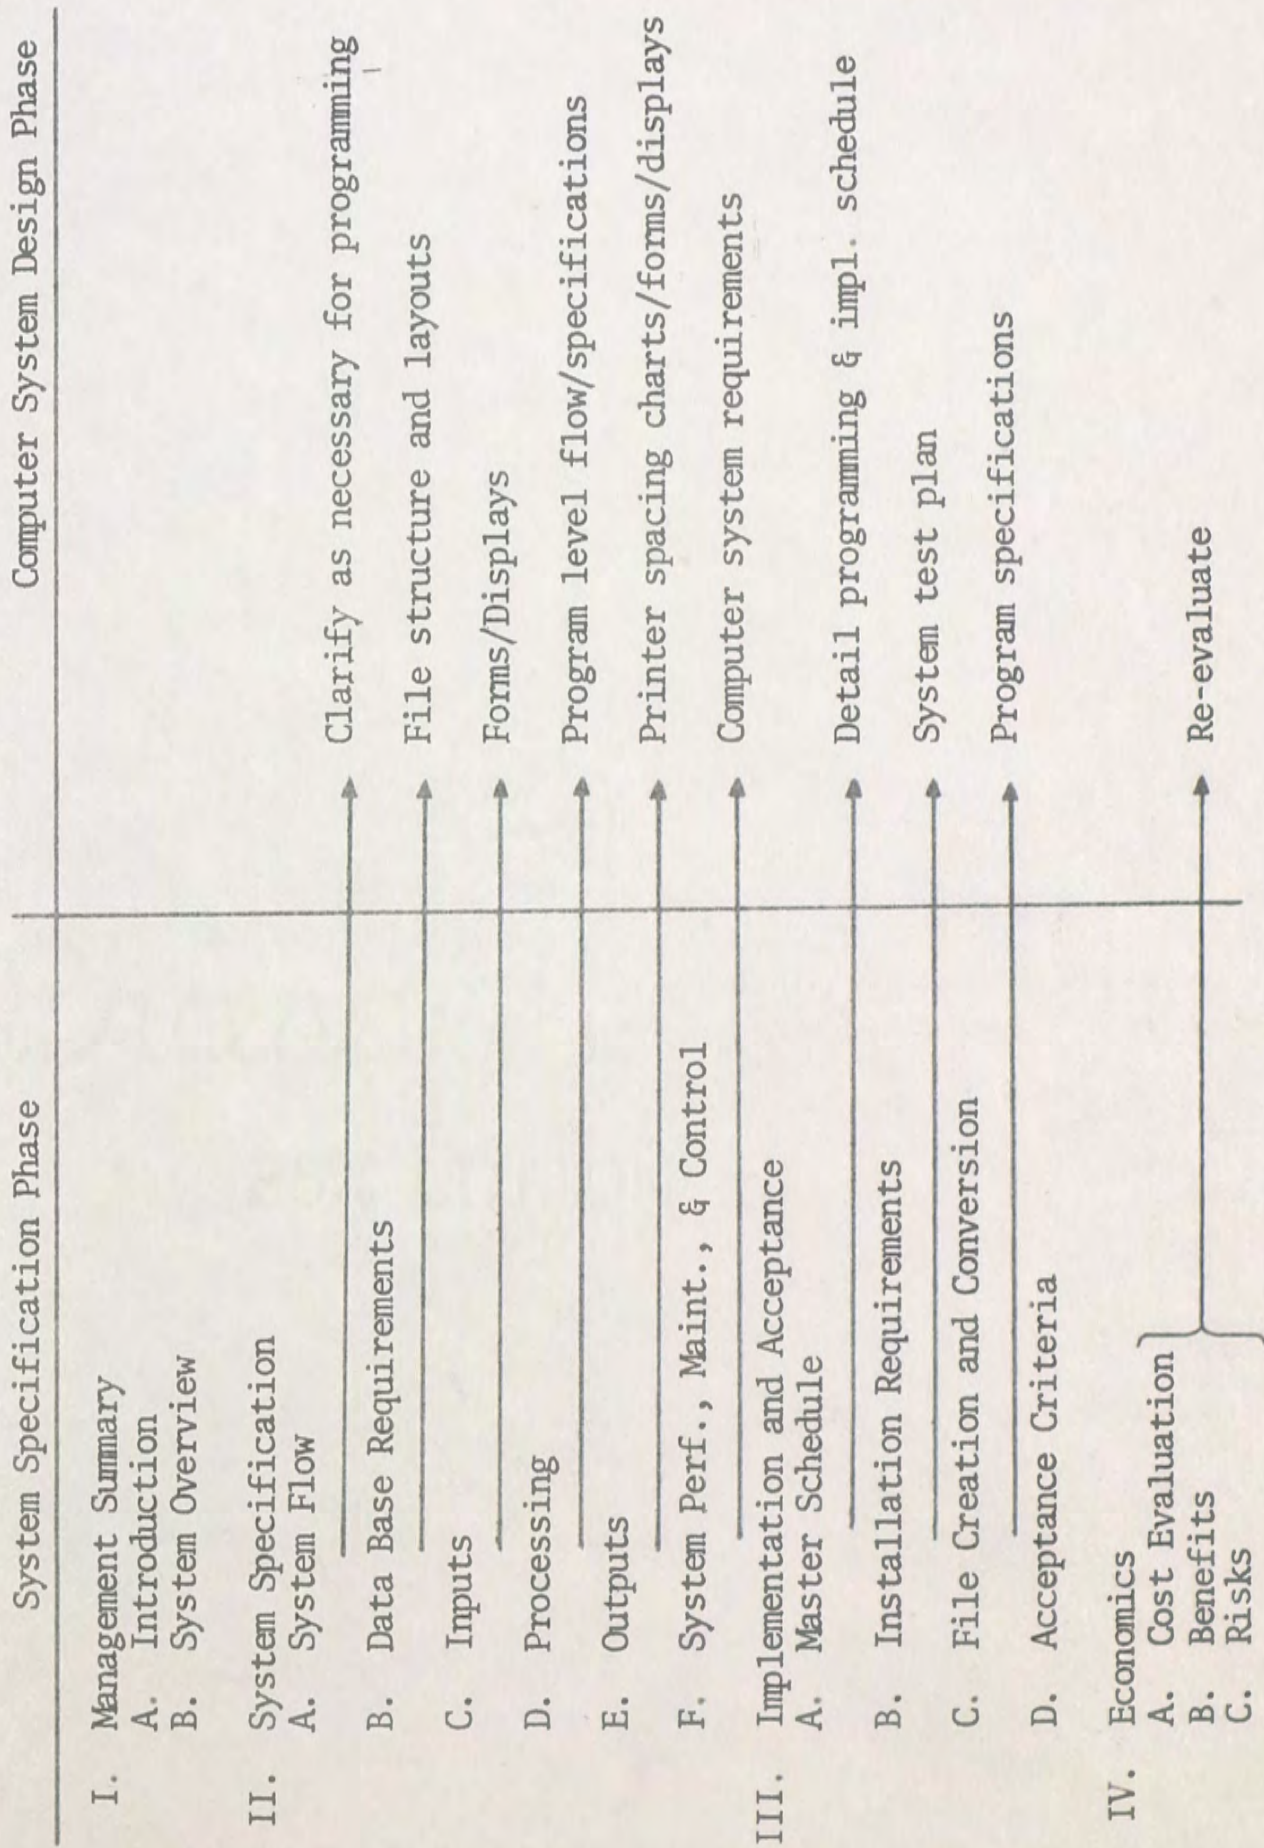 System Specification Phase
Computer System Design Phase
I. Management Summary
A. Introduction
B. System Overview
II. System Specification
A. System Flow
Clarify as necessary for programming
B. Data Base Requirements
File structure and layouts
C. Inputs
Forms/Displays
D. Processing
Program level flow/specifications
E. Outputs
Printer spacing charts/forms/displays
F. System Perf., Maint., & Control
Computer system requirements
III. Implementation and Acceptance
A. Master Schedule
Detail programming & impl. schedule
B. Installation Requirements
System test plan
C. File Creation and Conversion
Program specifications
D. Acceptance Criteria
IV. Economics
A. Cost Evaluation
B. Benefits
Re-evaluate
C. Risks